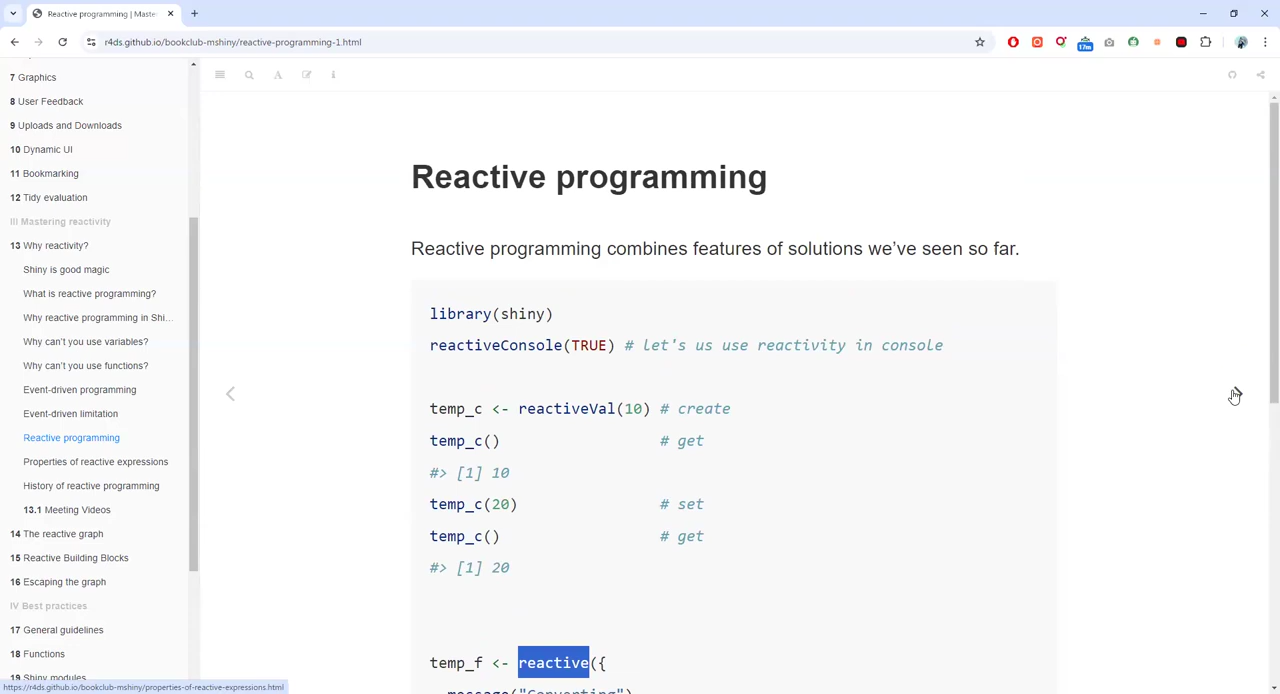 Reactive programming | Maste
r4ds.github.io/bookclub-mshiny/reactive-programming-1.html
17m
7 Graphics
8 User Feedback
9 Uploads and Downloads
10 Dynamic UI
11 Bookmarking
12 Tidy evaluation
III Mastering reactivity
13 Why reactivity?
Shiny is good magic
What is reactive programming?
Why reactive programming in Shi...
Why can't you use variables?
Why can't you use functions?
Event-driven programming
Event-driven limitation
Reactive programming
Properties of reactive expressions
History of reactive programming
13.1 Meeting Videos
14 The reactive graph
15 Reactive Building Blocks
16 Escaping the graph
IV Best practices
17 General guidelines
18 Functions
19 Shiny modules
https://r4ds.github.io/bookclub-mshiny/properties-of-reactive-expressions.html
Reactive programming
Reactive programming combines features of solutions we've seen so far.
library(shiny)
reactiveConsole(TRUE) # let's us use reactivity in console
temp_c <- reactiveVal(10) # create
temp_c() # get
#> [1] 10
temp_c(20) # set
temp_c() # get
#> [1] 20
temp_f <- reactive({
message("Converting")